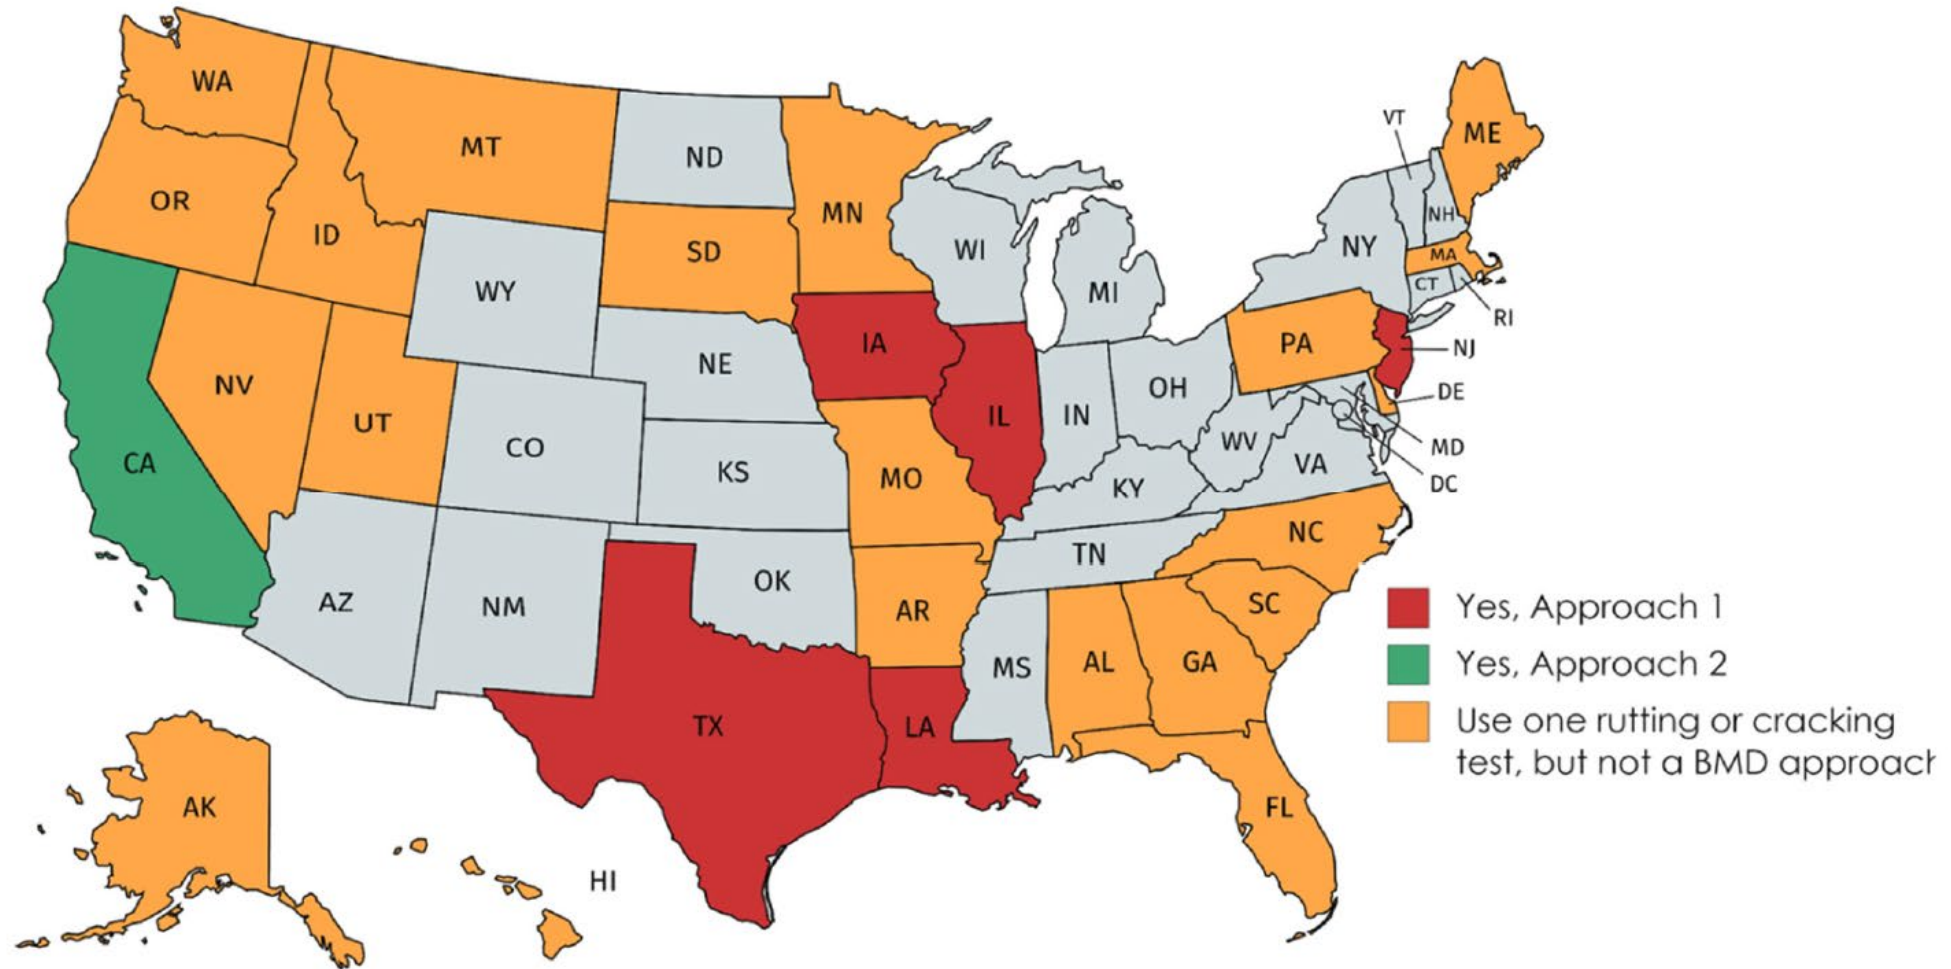 WA
MT
ND
MN
VT
ME
OR
ID
SD
WI
NH
NY
MA
WY
MI
CT
RI
IA
NE
PA
NJ
NV
OH
DE
UT
IL
IN
CO
WV
MD
CA
KS
MO
VA
KY
DC
NC
TN
OK
AZ
NM
AR
SC
Yes, Approach 1
MS
AL
GA
Yes, Approach 2
TX
LA
Use one rutting or cracking
test, but not a BMD approach
AK
FL
HI